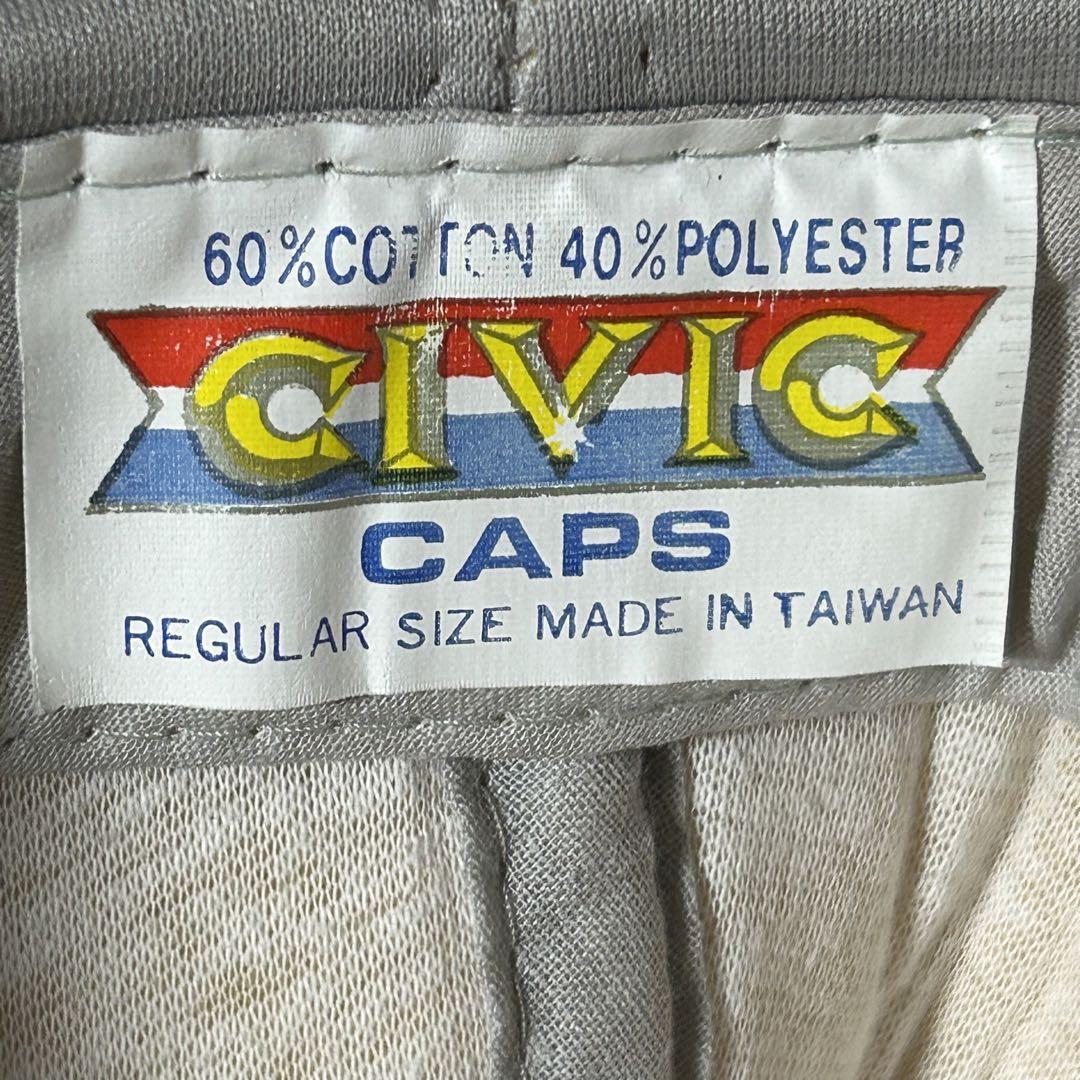 60%COTTON 40%POLYESTER
CIVIC
CAPS
REGULAR SIZE MADE IN TAIWAN